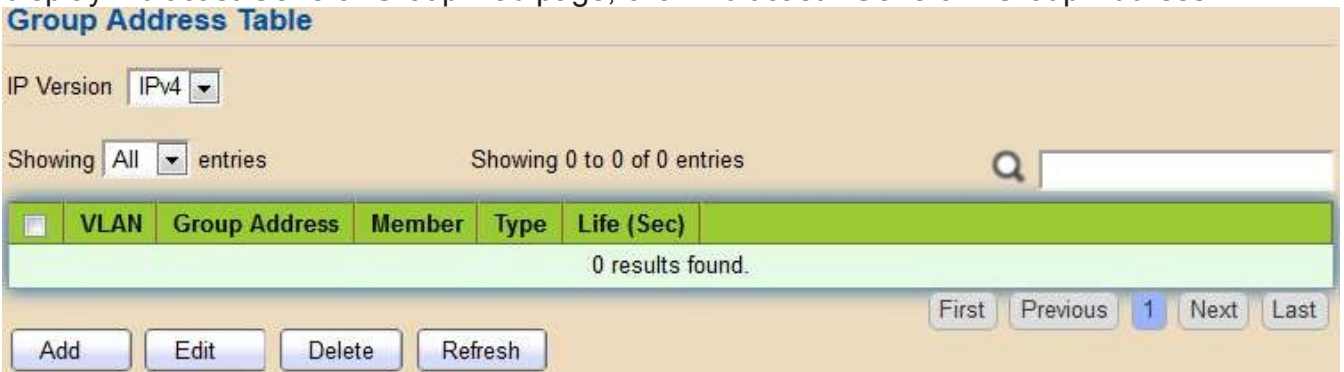 Group Address Table
IP Version IPv4
Showing All entries Showing 0 to 0 of 0 entries
VLAN Group Address Member Type Life (Sec)
0 results found.
First Previous 1 Next Last
Add Edit Delete Refresh